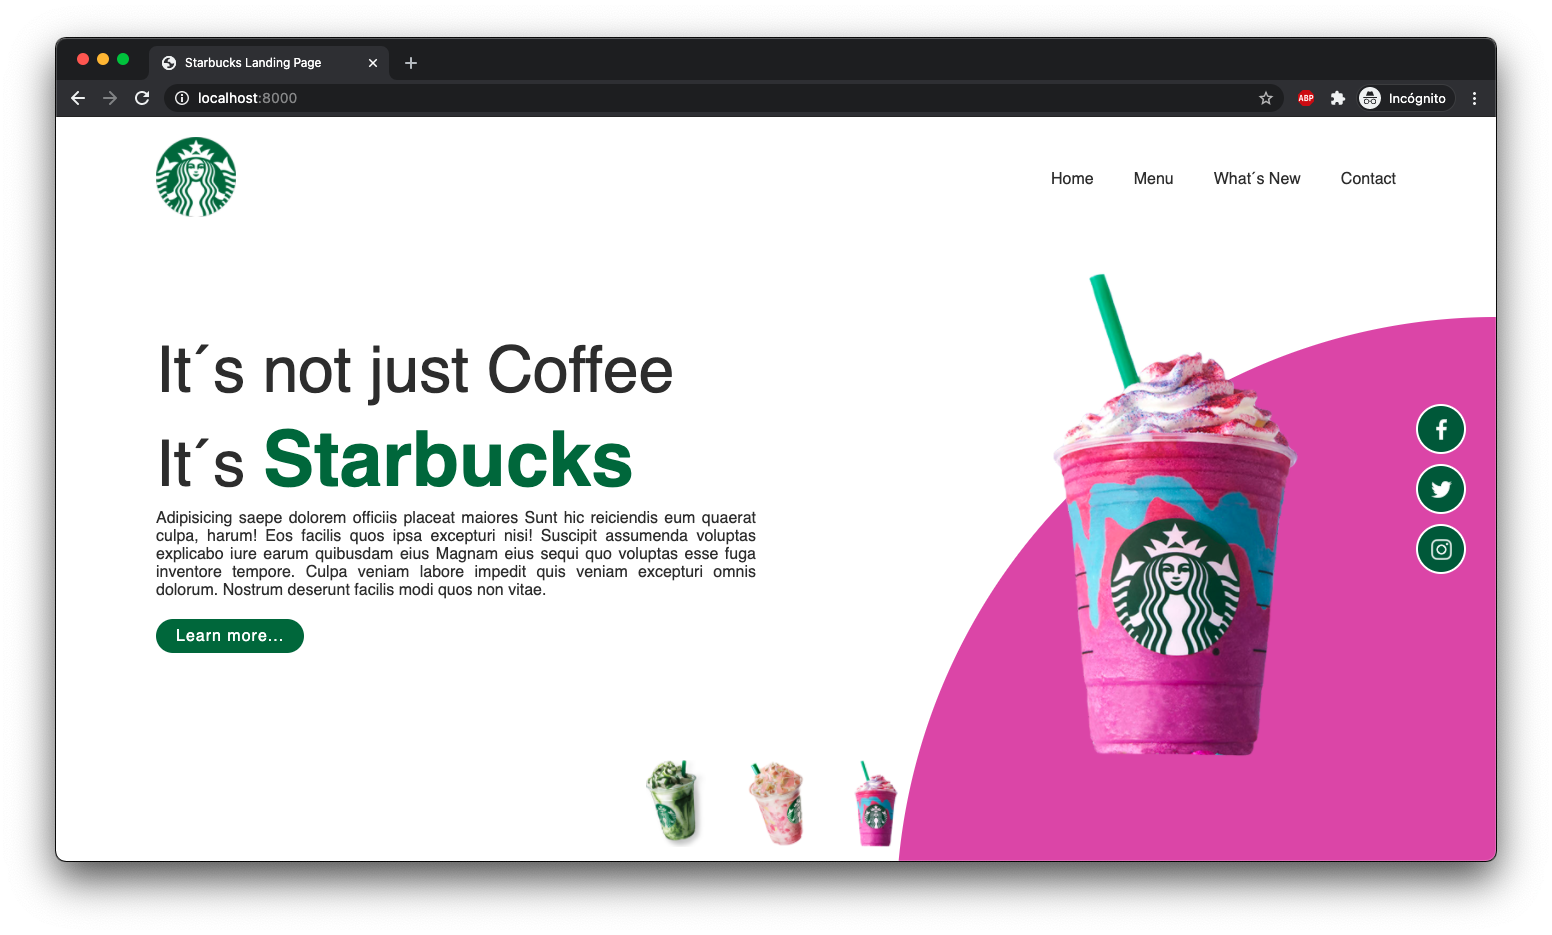 Starbucks Landing Page
localhost:8000
ABP
Incógnito
Home Menu What´s New Contact
It´s not just Coffee
It´s Starbucks
Adipisicing saepe dolorem officiis placeat maiores Sunt hic reiciendis eum quaerat
culpa, harum! Eos facilis quos ipsa excepturi nisi! Suscipit assumenda voluptas
explicabo iure earum quibusdam eius Magnam eius sequi quo voluptas esse fuga
inventore tempore. Culpa veniam labore impedit quis veniam excepturi omnis
dolorum. Nostrum deserunt facilis modi quos non vitae.
Learn more...